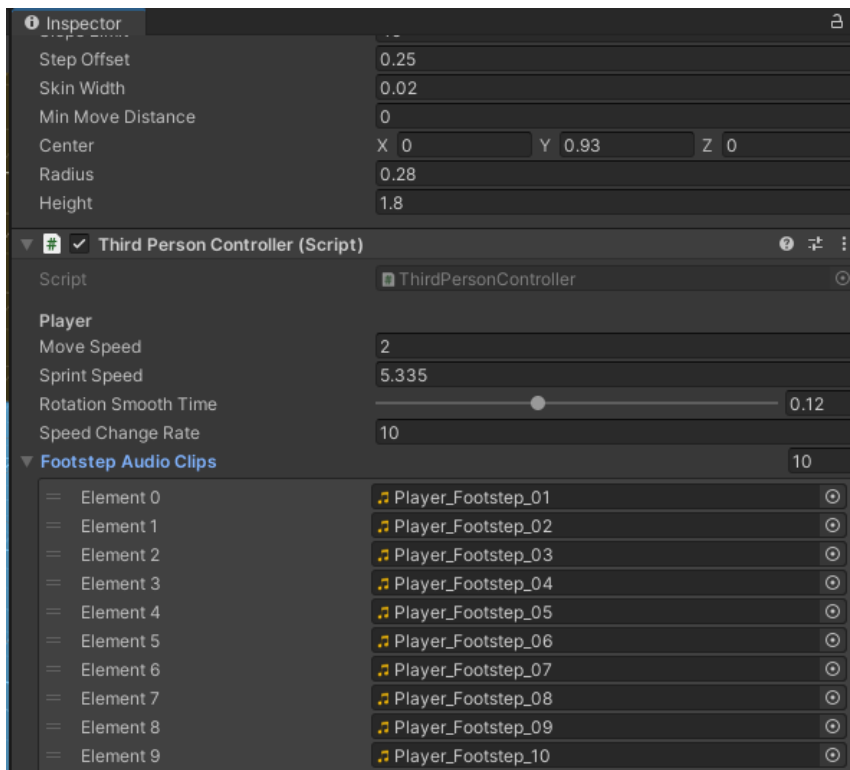 Inspector
Step Offset 0.25
Skin Width 0.02
Min Move Distance 0
Center X 0 Y 0.93 Z 0
Radius 0.28
Height 1.8
# Third Person Controller (Script)
Script # ThirdPersonController
Player
Move Speed 2
Sprint Speed 5.335
Rotation Smooth Time 0.12
Speed Change Rate 10
Footstep Audio Clips 10
Element 0 Player_Footstep_01
Element 1 Player_Footstep_02
Element 2 Player_Footstep_03
Element 3 Player_Footstep_04
Element 4 Player_Footstep_05
Element 5 Player_Footstep_06
Element 6 Player_Footstep_07
Element 7 Player_Footstep_08
Element 8 Player_Footstep_09
Element 9 Player_Footstep_10